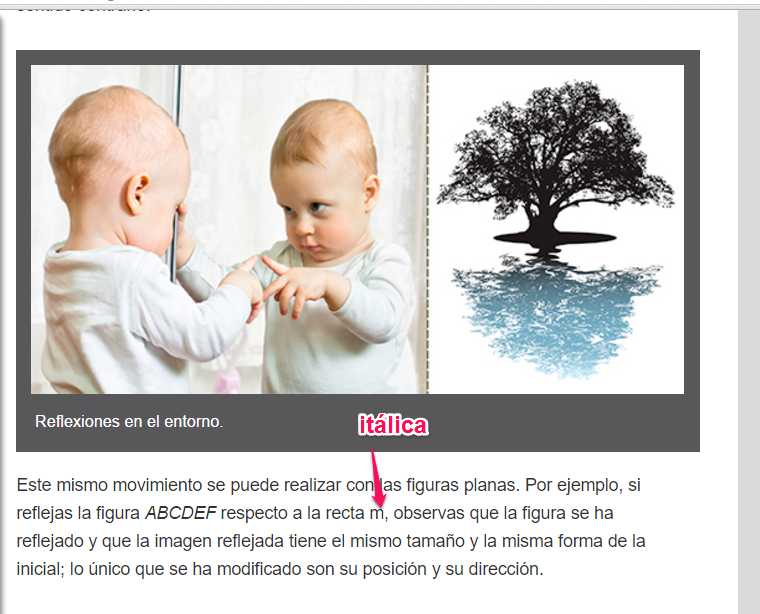 Reflexiones en el entorno.
itálica
Este mismo movimiento se puede realizar con las figuras planas. Por ejemplo, si
reflejas la figura ABCDEF respecto a la recta m, observas que la figura se ha
reflejado y que la imagen reflejada tiene el mismo tamaño y la misma forma de la
inicial; lo único que se ha modificado son su posición y su dirección.